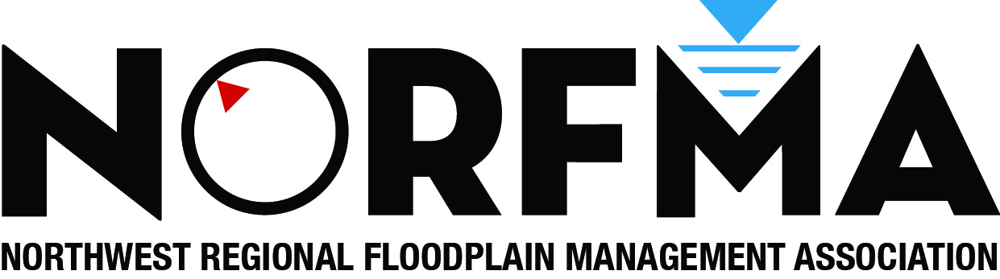 NORFMA
NORTHWEST REGIONAL FLOODPLAIN MANAGEMENT ASSOCIATION